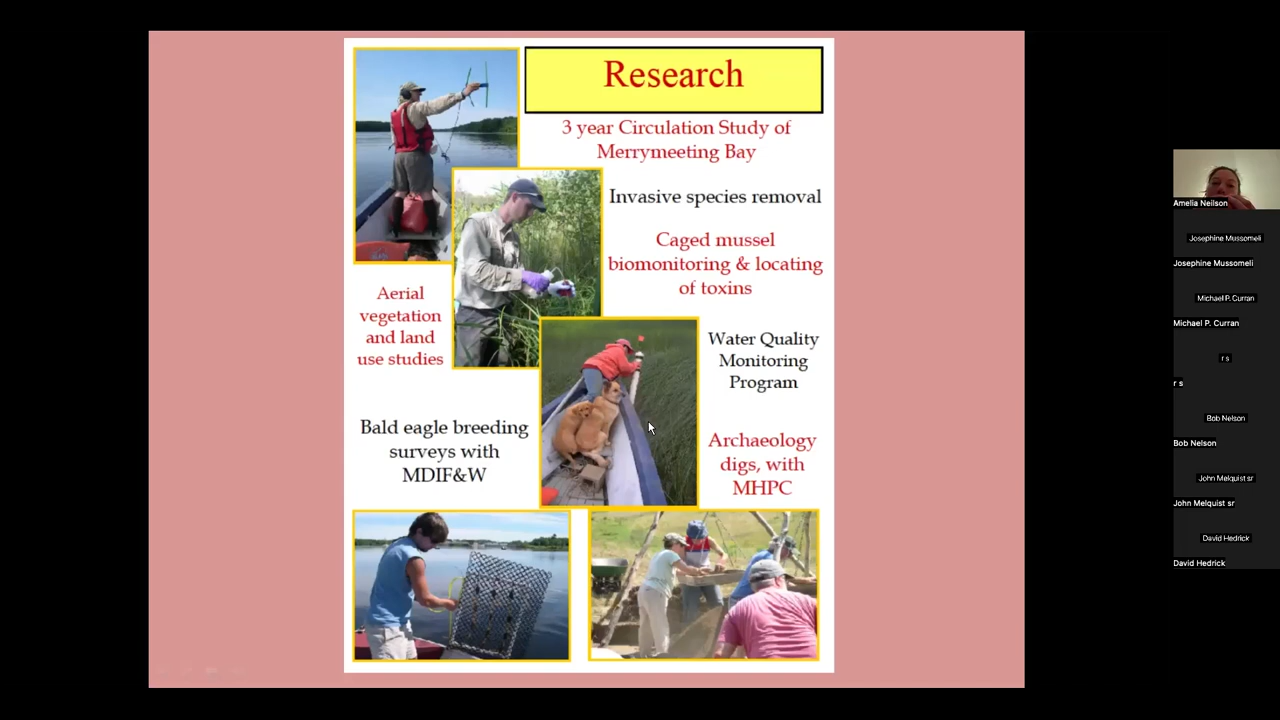 Research
3 year Circulation Study of
Merrymeeting Bay
Invasive species removal
Caged mussel
biomonitoring & locating
of toxins
Aerial
vegetation
and land
use studies
Water Quality
Monitoring
Program
Bald eagle breeding
surveys with
MDIF&W
Archaeology
digs, with
MHPC
Amelia Neilson
Josephine Mussomeli
Josephine Mussomeli
Michael P. Curran
Michael P. Curran
r s
r s
Bob Nelson
Bob Nelson
John Melquist sr
John Melquist sr
David Hedrick
David Hedrick